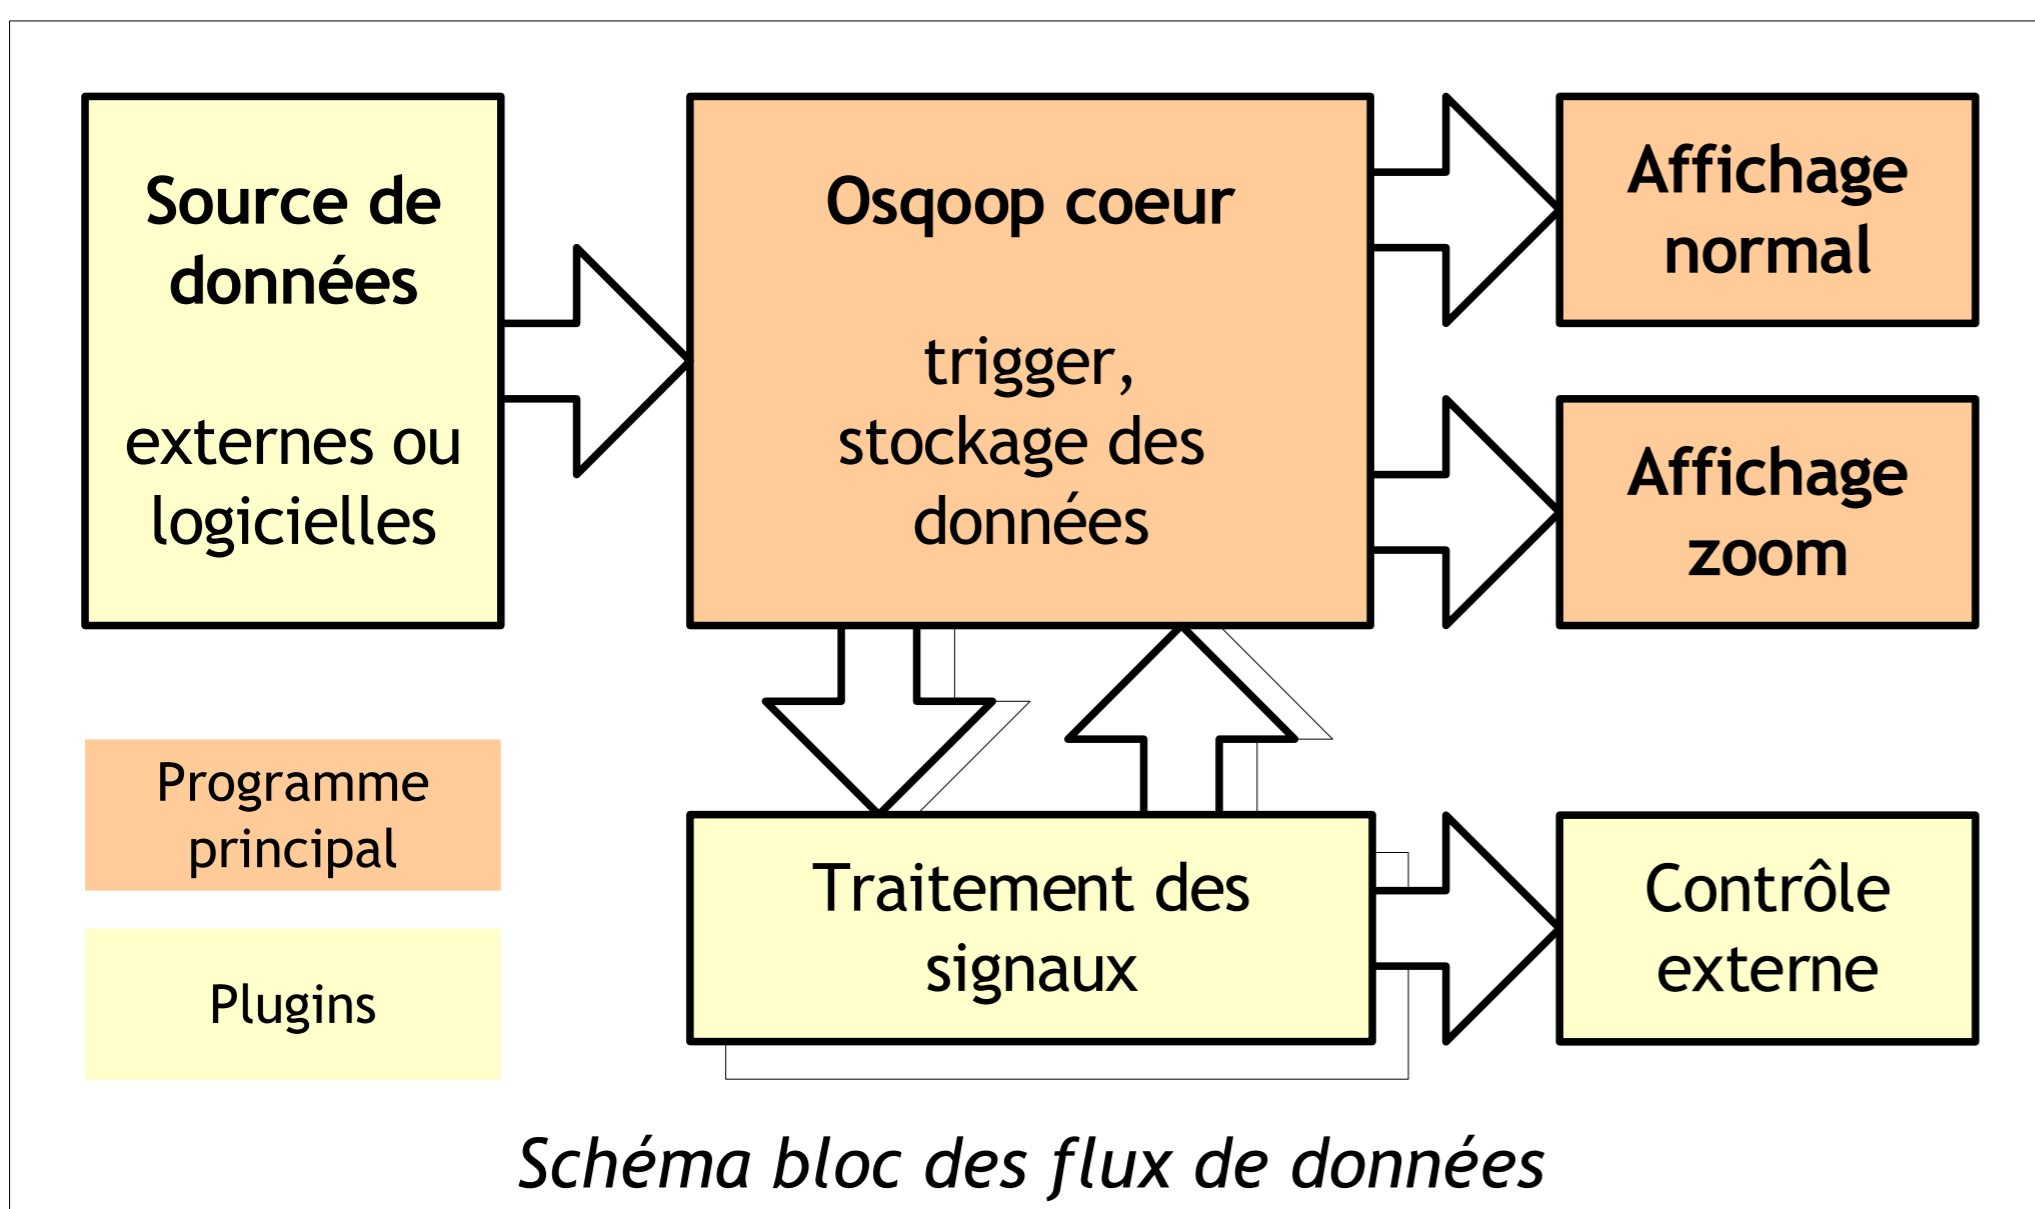 Source de
données
externes ou
logicielles
Osqoop coeur
trigger,
stockage des
données
Affichage
normal
Affichage
zoom
Programme
principal
Plugins
Traitement des
signaux
Contrôle
externe
Schéma bloc des flux de données